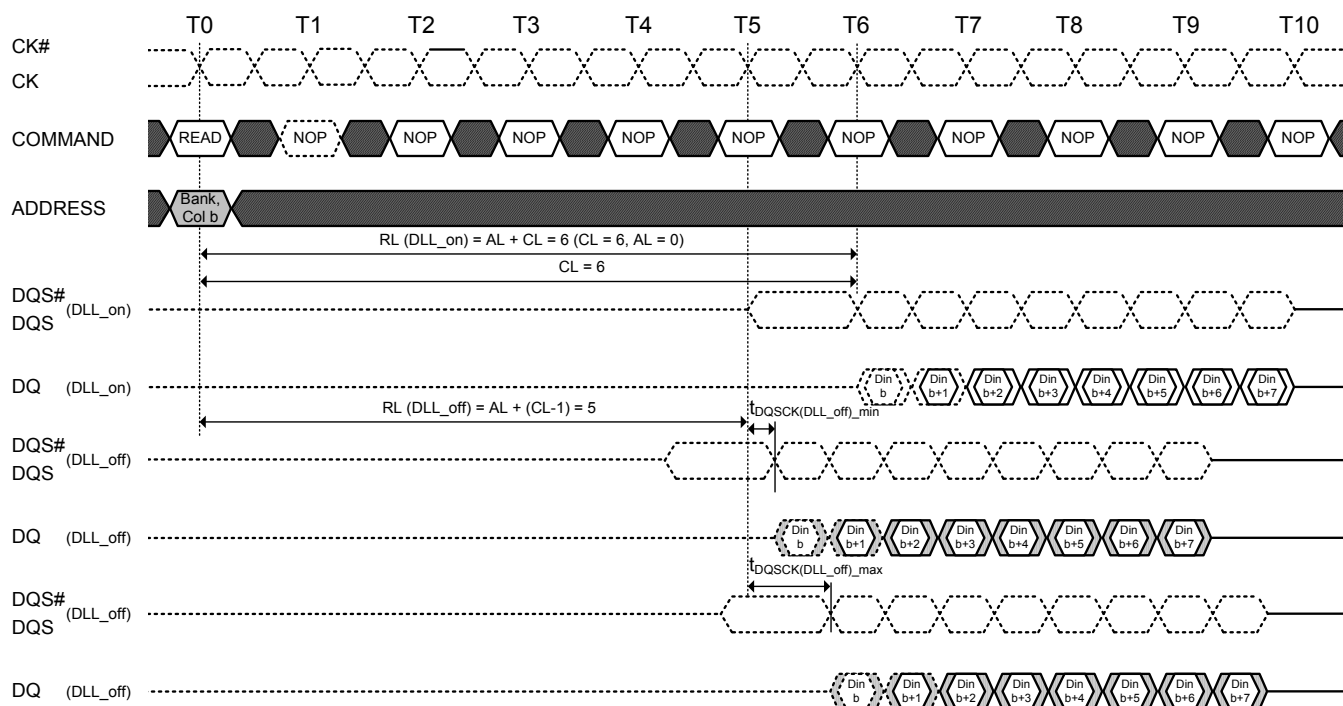 T0 T1 T2 T3 T4 T5 T6 T7 T8 T9 T10
CK#
CK
COMMAND READ NOP NOP NOP NOP NOP NOP NOP NOP NOP NOP
ADDRESS Bank, Col b
RL (DLL_on) = AL + CL = 6 (CL = 6, AL = 0)
CL = 6
DQS# (DLL_on)
DQS
DQ (DLL_on) Din b Din b+1 Din b+2 Din b+3 Din b+4 Din b+5 Din b+6 Din b+7
RL (DLL_off) = AL + (CL-1) = 5
tDQSCK(DLL_off)_min
DQS# (DLL_off)
DQS
DQ (DLL_off) Din b Din b+1 Din b+2 Din b+3 Din b+4 Din b+5 Din b+6 Din b+7
tDQSCK(DLL_off)_max
DQS# (DLL_off)
DQS
DQ (DLL_off) Din b Din b+1 Din b+2 Din b+3 Din b+4 Din b+5 Din b+6 Din b+7